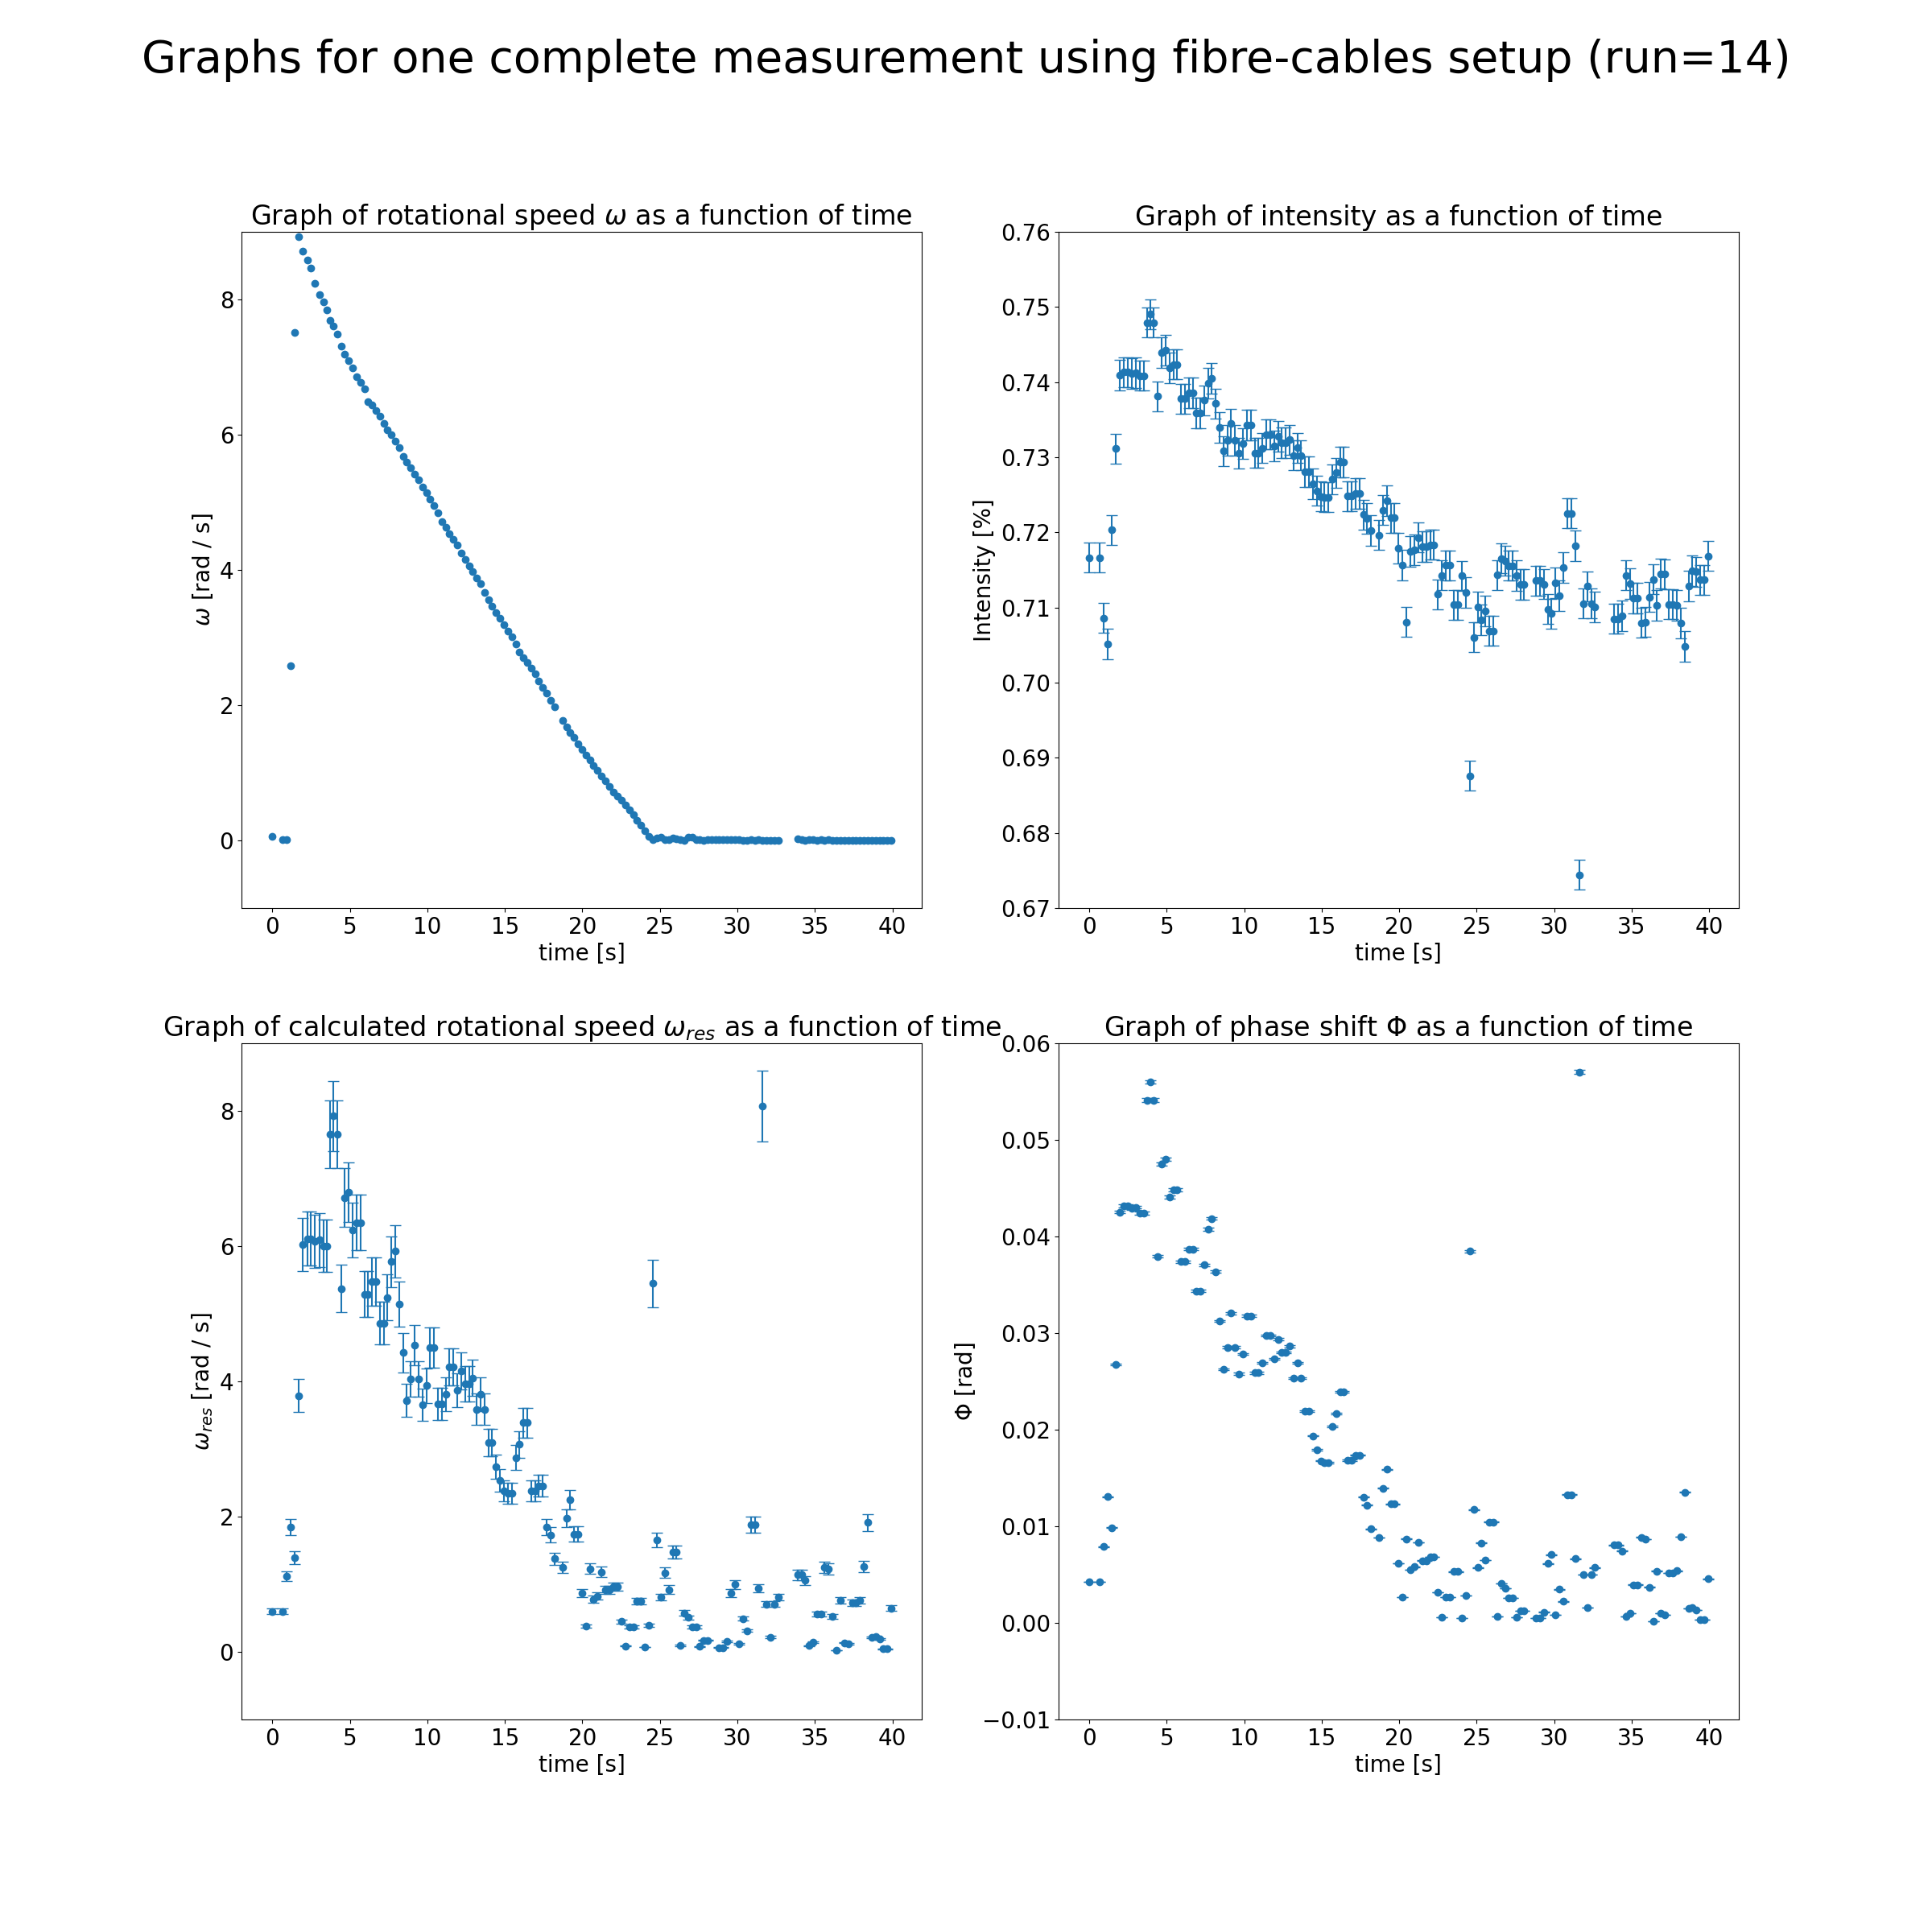 Graphs for one complete measurement using fibre-cables setup (run=14)
Graph of rotational speed ω as a function of time
ω [rad / s]
8
6
4
2
0
0 5 10 15 20 25 30 35 40
time [s]
Graph of intensity as a function of time
Intensity [%]
0.76
0.75
0.74
0.73
0.72
0.71
0.70
0.69
0.68
0.67
0 5 10 15 20 25 30 35 40
time [s]
Graph of calculated rotational speed ω_res as a function of time
ω_res [rad / s]
8
6
4
2
0
0 5 10 15 20 25 30 35 40
time [s]
Graph of phase shift Φ as a function of time
Φ [rad]
0.06
0.05
0.04
0.03
0.02
0.01
0.00
−0.01
0 5 10 15 20 25 30 35 40
time [s]